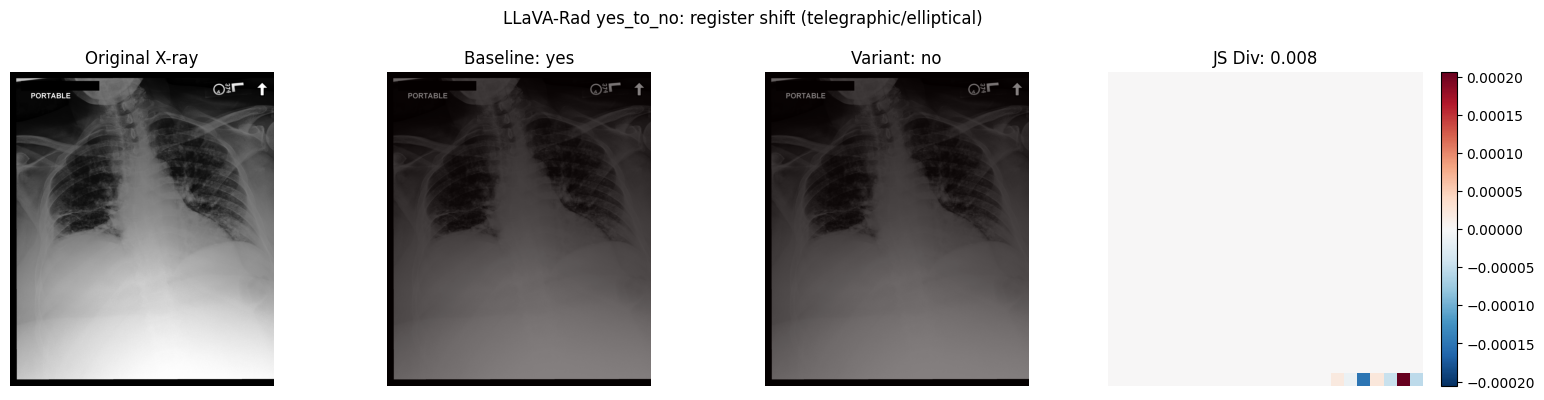 LLaVA-Rad yes_to_no: register shift (telegraphic/elliptical)
Original X-ray
Baseline: yes
Variant: no
JS Div: 0.008
PORTABLE
PORTABLE
PORTABLE
0.00020
0.00015
0.00010
0.00005
0.00000
−0.00005
−0.00010
−0.00015
−0.00020